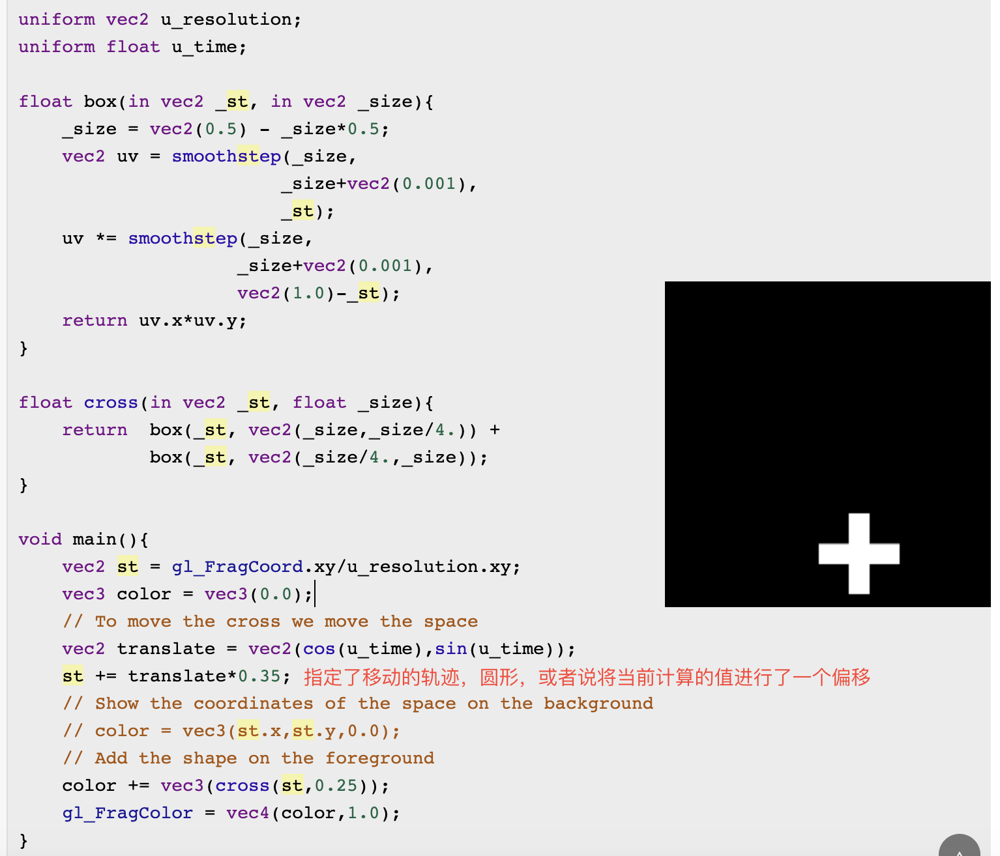 uniform vec2 u_resolution;
uniform float u_time;

float box(in vec2 _st, in vec2 _size){
    _size = vec2(0.5) - _size*0.5;
    vec2 uv = smoothstep(_size,
                        _size+vec2(0.001),
                        _st);
    uv *= smoothstep(_size,
                    _size+vec2(0.001),
                    vec2(1.0)-_st);
    return uv.x*uv.y;
}

float cross(in vec2 _st, float _size){
    return  box(_st, vec2(_size,_size/4.)) +
            box(_st, vec2(_size/4.,_size));
}

void main(){
    vec2 st = gl_FragCoord.xy/u_resolution.xy;
    vec3 color = vec3(0.0);
    // To move the cross we move the space
    vec2 translate = vec2(cos(u_time),sin(u_time));
    st += translate*0.35; 指定了移动的轨迹，圆形，或者说将当前计算的值进行了一个偏移
    // Show the coordinates of the space on the background
    // color = vec3(st.x,st.y,0.0);
    // Add the shape on the foreground
    color += vec3(cross(st,0.25));
    gl_FragColor = vec4(color,1.0);
}